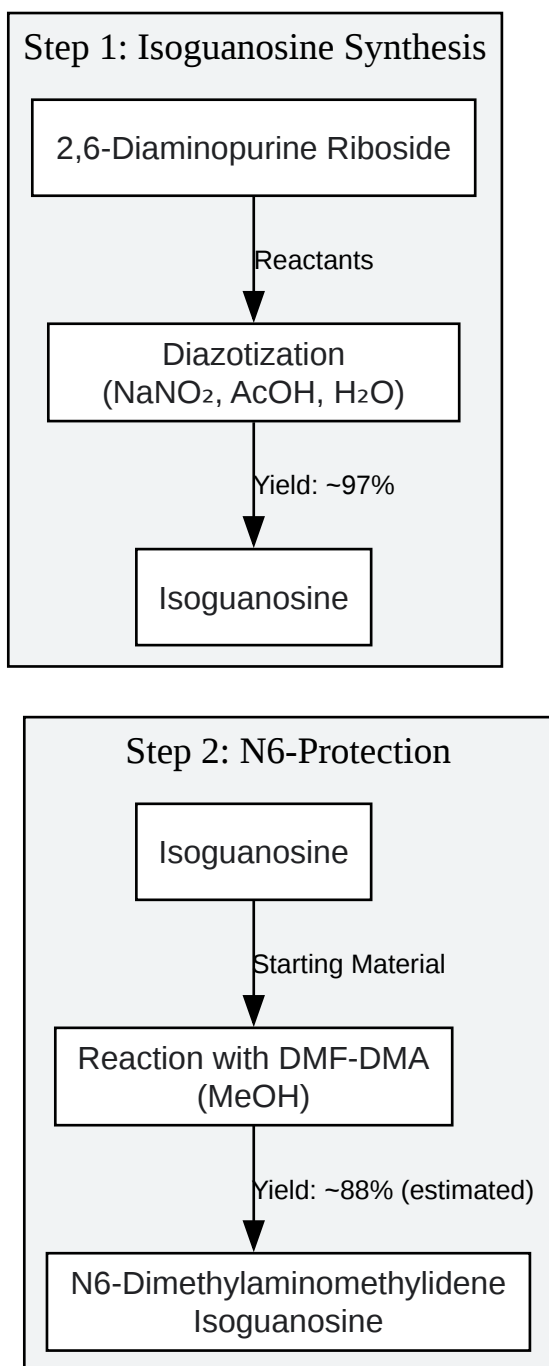 Step 1: Isoguanosine Synthesis
2,6-Diaminopurine Riboside
Reactants
Diazotization
(NaNO₂, AcOH, H₂O)
Yield: ~97%
Isoguanosine
Step 2: N6-Protection
Isoguanosine
Starting Material
Reaction with DMF-DMA
(MeOH)
Yield: ~88% (estimated)
N6-Dimethylaminomethylidene
Isoguanosine